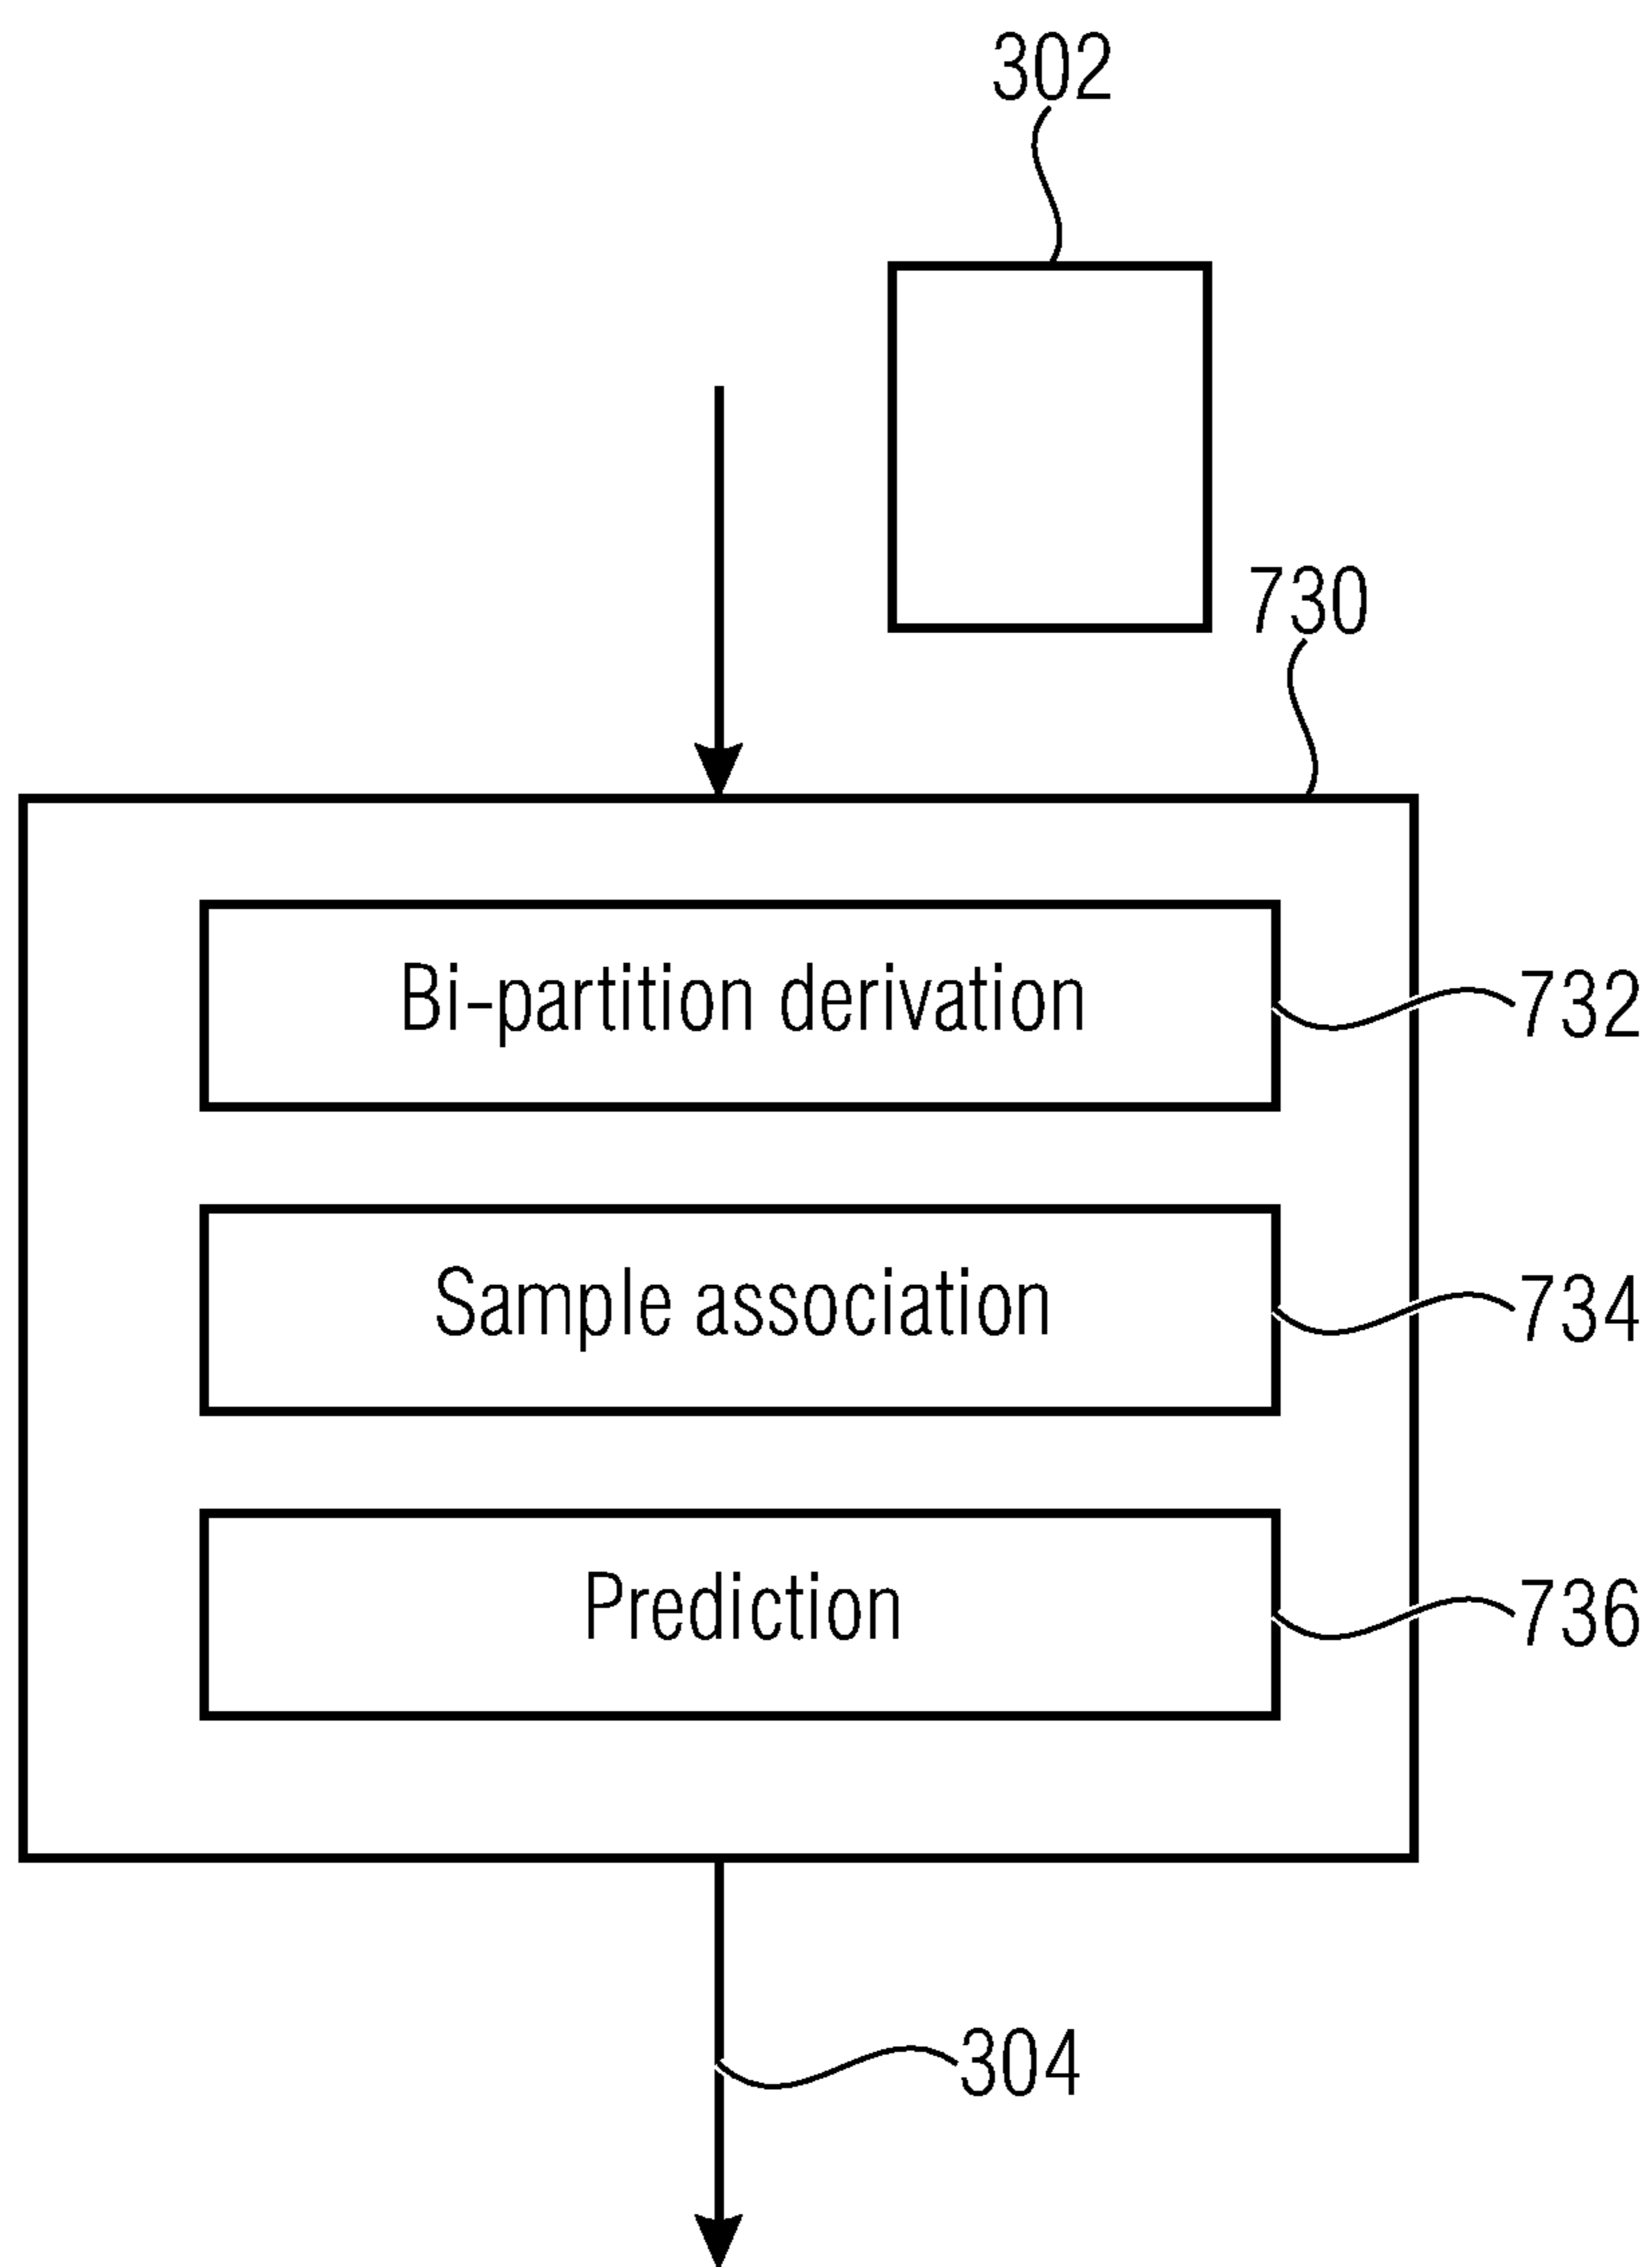 302
730
Bi-partition derivation
732
Sample association
734
Prediction
736
304